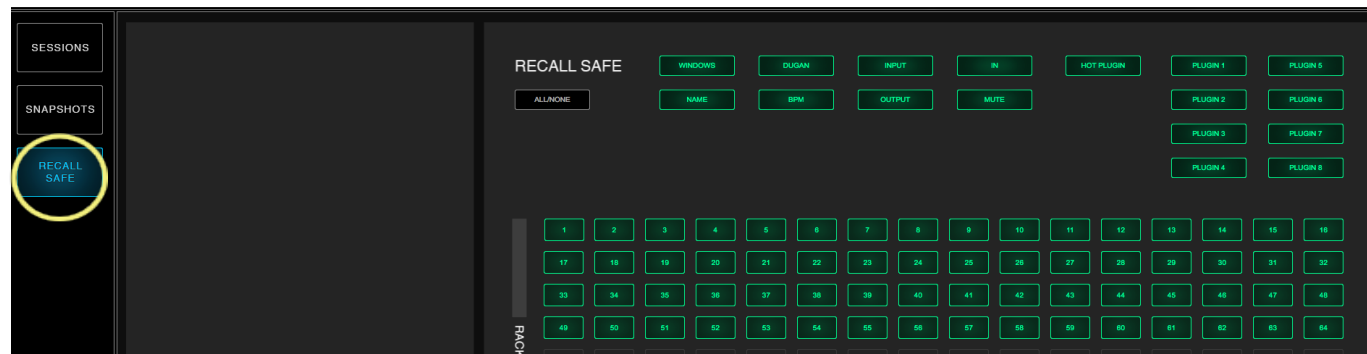 SESSIONS
SNAPSHOTS
RECALL
SAFE
RECALL SAFE
WINDOWS DUGAN INPUT IN HOT PLUGIN PLUGIN 1 PLUGIN 5
ALL/NONE NAME BPM OUTPUT MUTE PLUGIN 2 PLUGIN 6
PLUGIN 3 PLUGIN 7
PLUGIN 4 PLUGIN 8
1 2 3 4 5 6 7 8 9 10 11 12 13 14 15 16
17 18 19 20 21 22 23 24 25 26 27 28 29 30 31 32
33 34 35 36 37 38 39 40 41 42 43 44 45 46 47 48
49 50 51 52 53 54 55 56 57 58 59 60 61 62 63 64
RACK